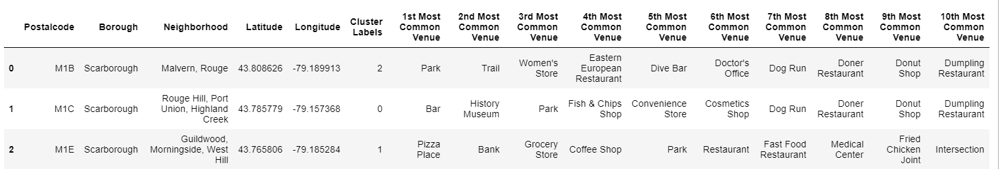 Postalcode Borough Neighborhood Latitude Longitude Cluster Labels 1st Most Common Venue 2nd Most Common Venue 3rd Most Common Venue 4th Most Common Venue 5th Most Common Venue 6th Most Common Venue 7th Most Common Venue 8th Most Common Venue 9th Most Common Venue 10th Most Common Venue
0 M1B Scarborough Malvern, Rouge 43.808626 -79.189913 2 Park Trail Women's Store Eastern European Restaurant Dive Bar Doctor's Office Dog Run Doner Restaurant Donut Shop Dumpling Restaurant
1 M1C Scarborough Rouge Hill, Port Union, Highland Creek 43.785779 -79.157368 0 Bar History Museum Park Fish & Chips Shop Convenience Store Cosmetics Shop Dog Run Doner Restaurant Donut Shop Dumpling Restaurant
2 M1E Scarborough Guildwood, Morningside, West Hill 43.765806 -79.185284 1 Pizza Place Bank Grocery Store Coffee Shop Park Restaurant Fast Food Restaurant Medical Center Fried Chicken Joint Intersection